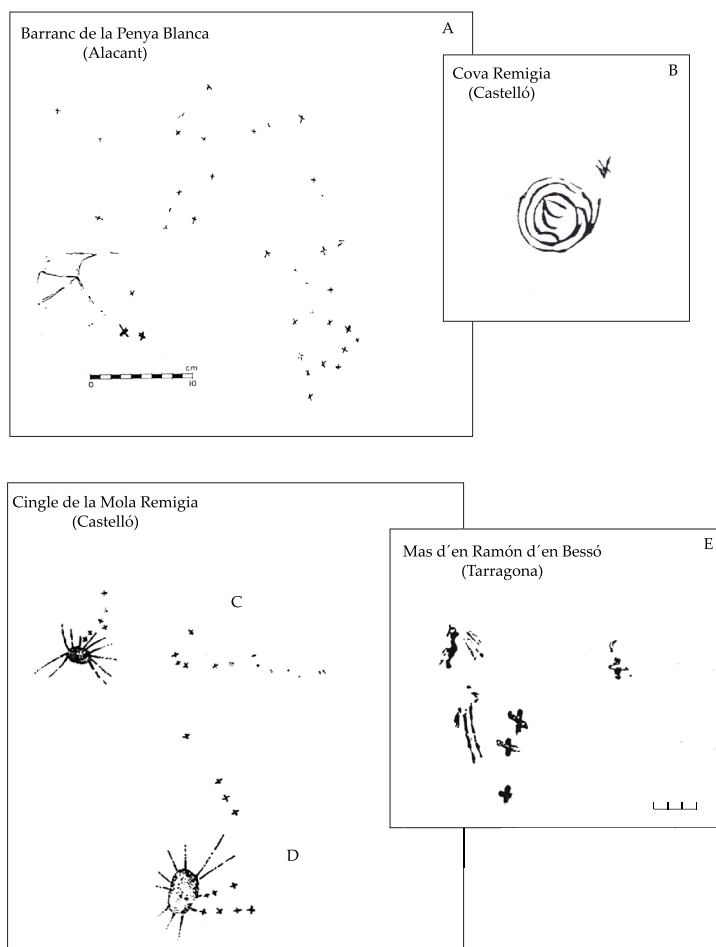 Barranc de la Penya Blanca
(Alacant)
A
cm
0 10
Cova Remigia
(Castelló)
B
Cingle de la Mola Remigia
(Castelló)
C
D
Mas d´en Ramón d´en Bessó
(Tarragona)
E